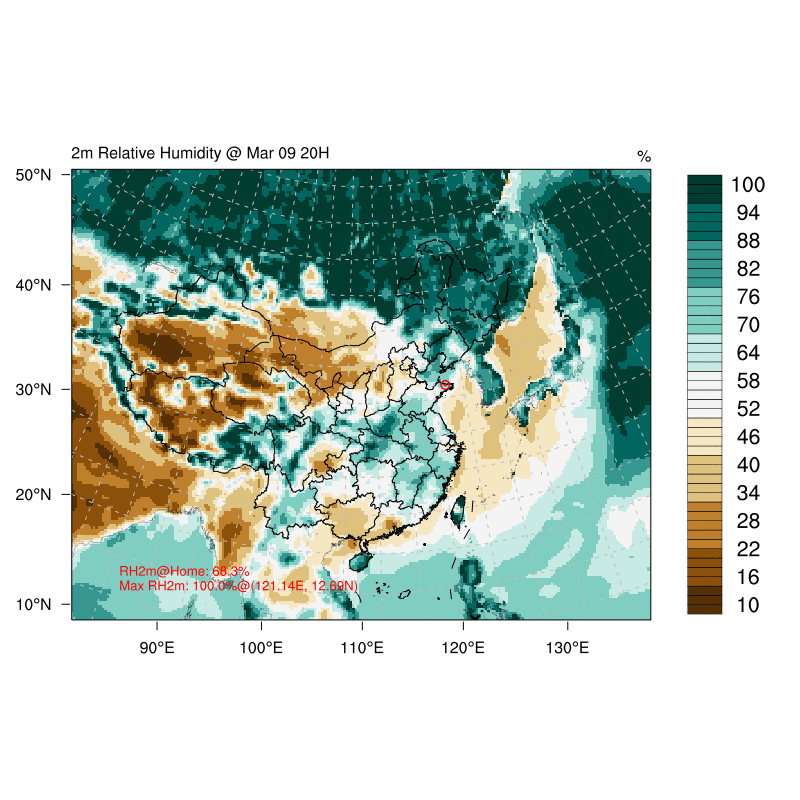 2m Relative Humidity @ Mar 09 20H
%
50°N
40°N
30°N
20°N
10°N
90°E
100°E
110°E
120°E
130°E
100
94
88
82
76
70
64
58
52
46
40
34
28
22
16
10
RH2m@Home: 68.3%
Max RH2m: 100.0%@(121.14E, 12.69N)